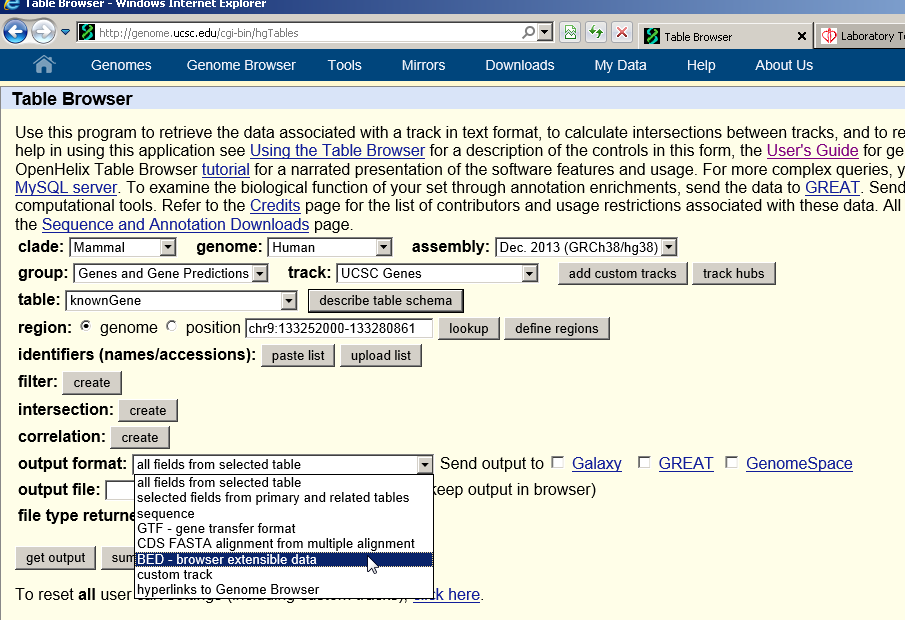 Table Browser - Windows Internet Explorer
http://genome.ucsc.edu/cgi-bin/hgTables
Table Browser
Laboratory To
Genomes Genome Browser Tools Mirrors Downloads My Data Help About Us
Table Browser
Use this program to retrieve the data associated with a track in text format, to calculate intersections between tracks, and to re
help in using this application see Using the Table Browser for a description of the controls in this form, the User's Guide for ge
OpenHelix Table Browser tutorial for a narrated presentation of the software features and usage. For more complex queries, y
MySQL server. To examine the biological function of your set through annotation enrichments, send the data to GREAT. Send
computational tools. Refer to the Credits page for the list of contributors and usage restrictions associated with these data. All
the Sequence and Annotation Downloads page.
clade: Mammal genome: Human assembly: Dec. 2013 (GRCh38/hg38)
group: Genes and Gene Predictions track: UCSC Genes add custom tracks track hubs
table: knownGene describe table schema
region: genome position chr9:133252000-133280861 lookup define regions
identifiers (names/accessions): paste list upload list
filter: create
intersection: create
correlation: create
output format: all fields from selected table Send output to Galaxy GREAT GenomeSpace
output file: keep output in browser)
file type returne
all fields from selected table
selected fields from primary and related tables
sequence
GTF - gene transfer format
CDS FASTA alignment from multiple alignment
BED - browser extensible data
custom track
hyperlinks to Genome Browser
get output sum
To reset all user cart settings (including custom tracks), click here.